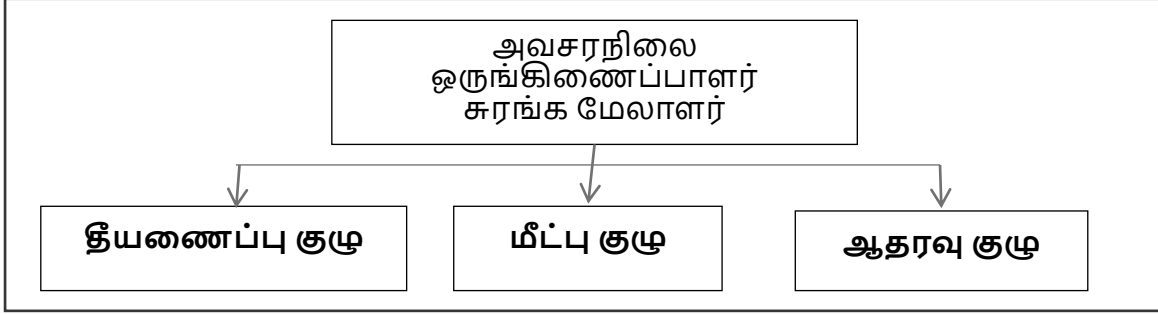 அவசரநிலை
ஒருங்கிணைப்பாளர்
சுரங்க மேலாளர்
தீயணைப்பு குழு
மீட்பு குழு
ஆதரவு குழு